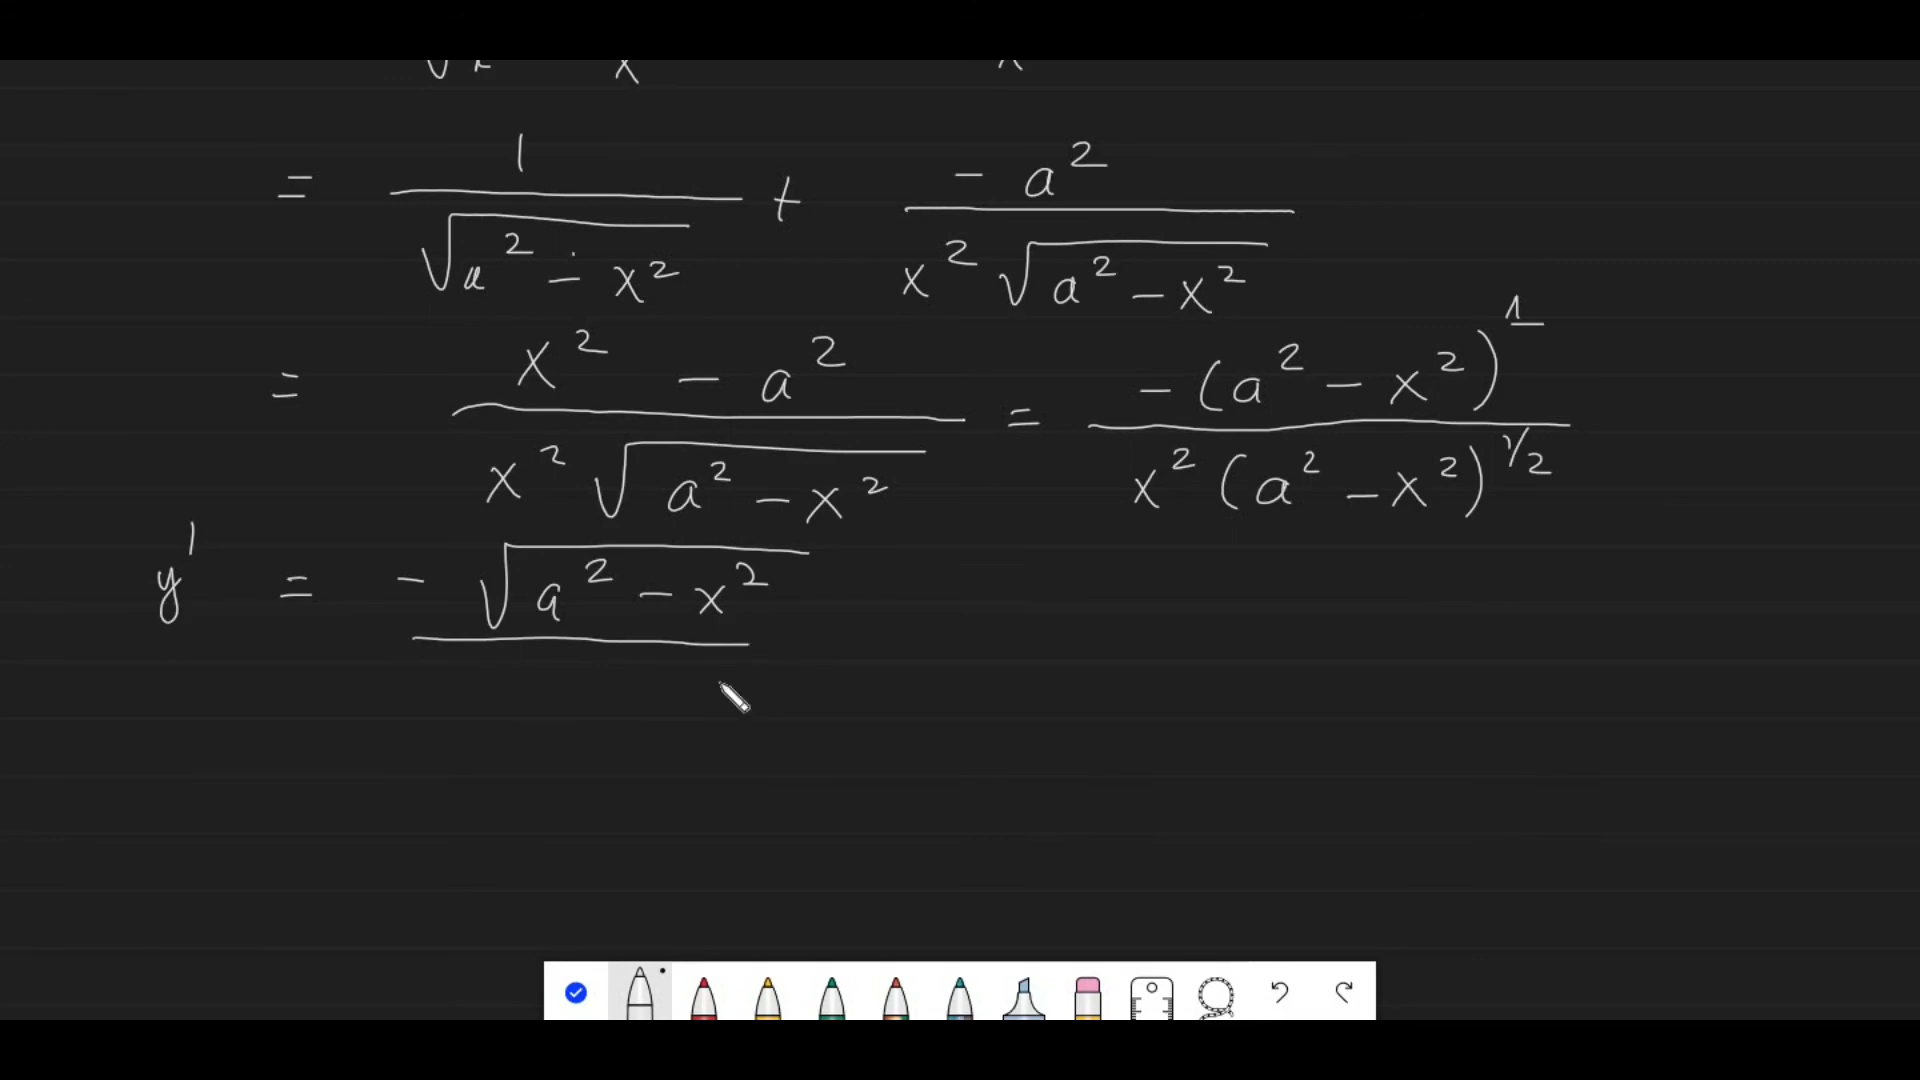 = 1 / √(a² - x²) + - a² / x² √(a² - x²)
= x² - a² / x² √(a² - x²) = - (a² - x²)¹ / x² (a² - x²)^1/2
y' = - √(a² - x²)